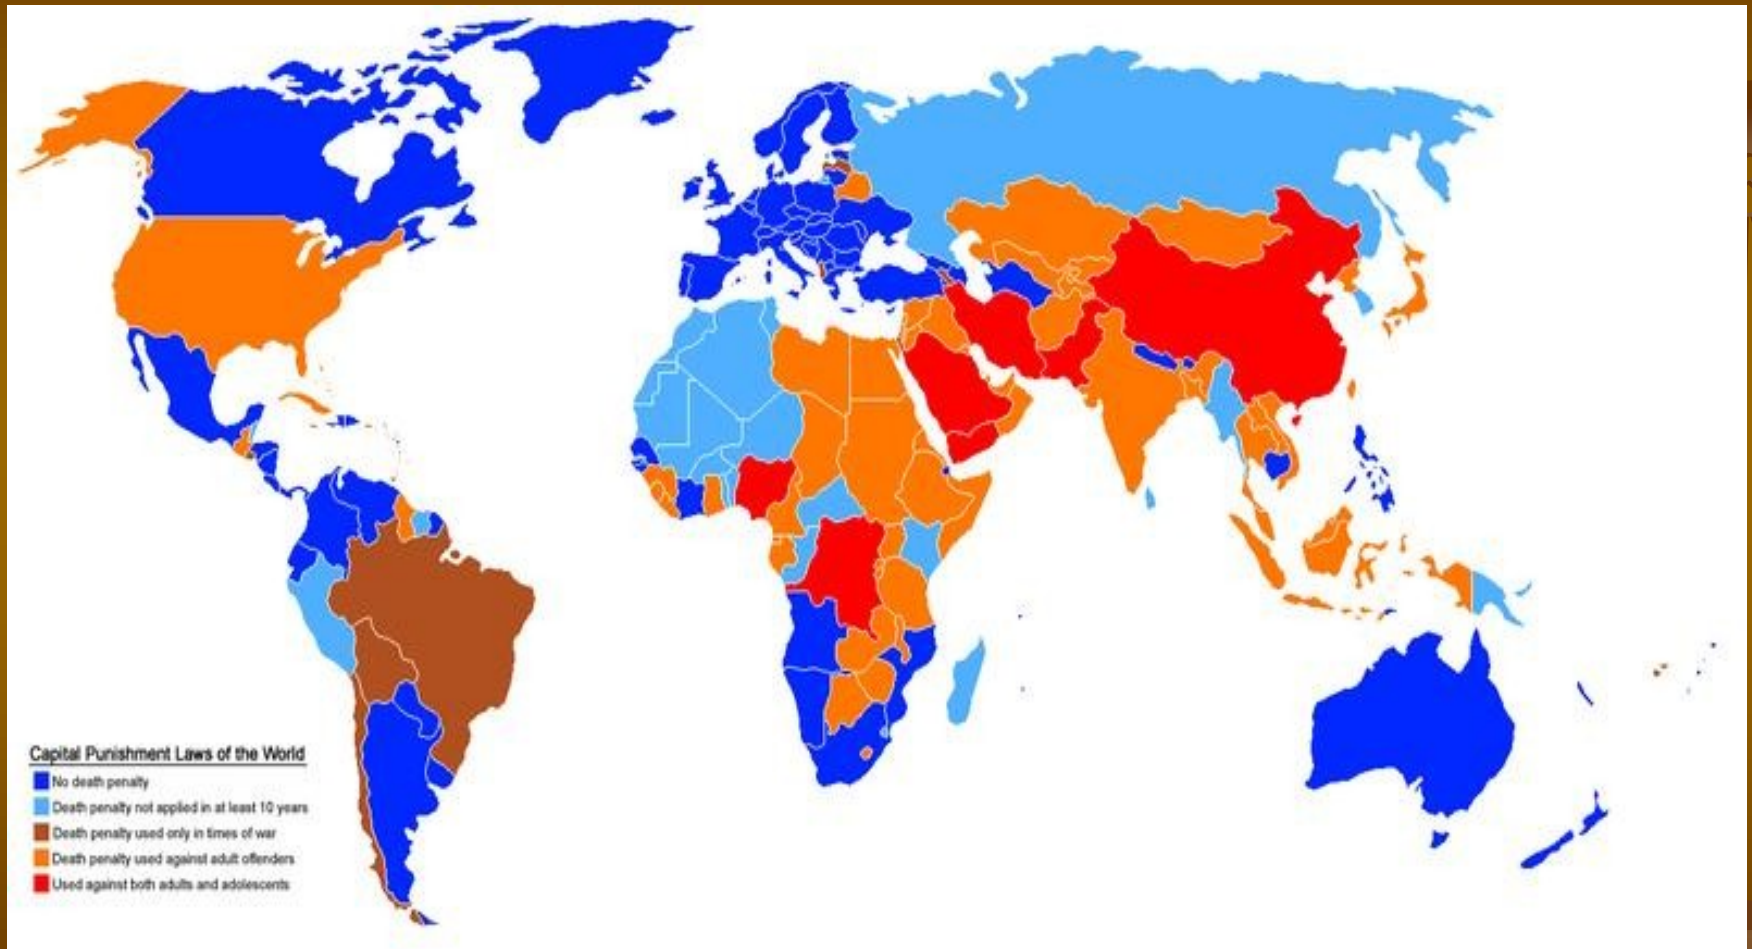 Capital Punishment Laws of the World
No death penalty
Death penalty not applied in at least 10 years
Death penalty used only in times of war
Death penalty used against adult offenders
Used against both adults and adolescents